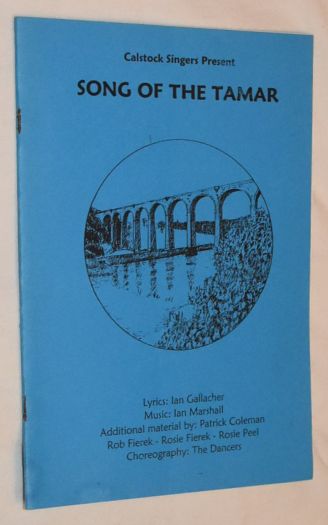 Calstock Singers Present
SONG OF THE TAMAR
Lyrics: Ian Gallacher
Music: Ian Marshall
Additional material by: Patrick Coleman
Rob Fierek - Rosie Fierek - Rosie Peel
Choreography: The Dancers